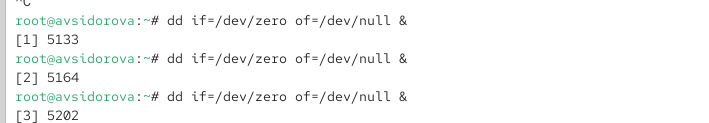 ^C
root@avsidorova:~# dd if=/dev/zero of=/dev/null &
[1] 5133
root@avsidorova:~# dd if=/dev/zero of=/dev/null &
[2] 5164
root@avsidorova:~# dd if=/dev/zero of=/dev/null &
[3] 5202